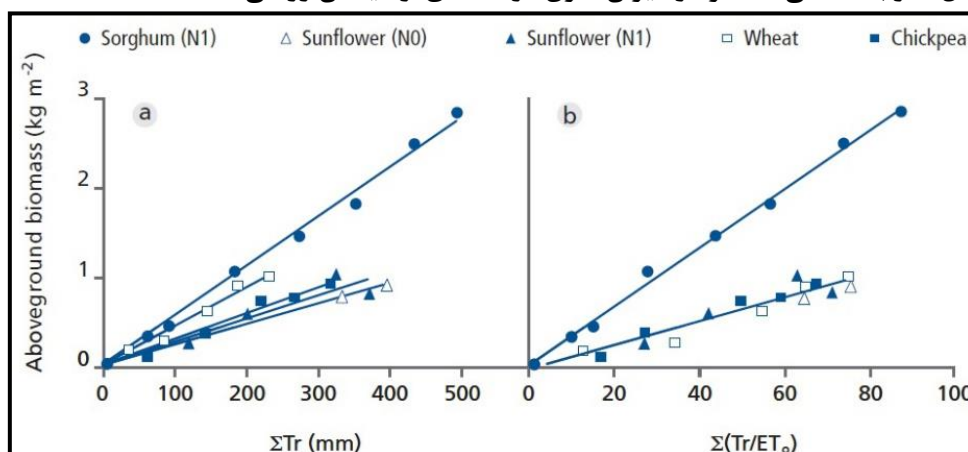 Sorghum (N1) Sunflower (N0) Sunflower (N1) Wheat Chickpea
Aboveground biomass (kg m-2)
3
2
1
0
a
b
0 100 200 300 400 500
0 20 40 60 80 100
ΣTr (mm)
Σ(Tr/ETo)